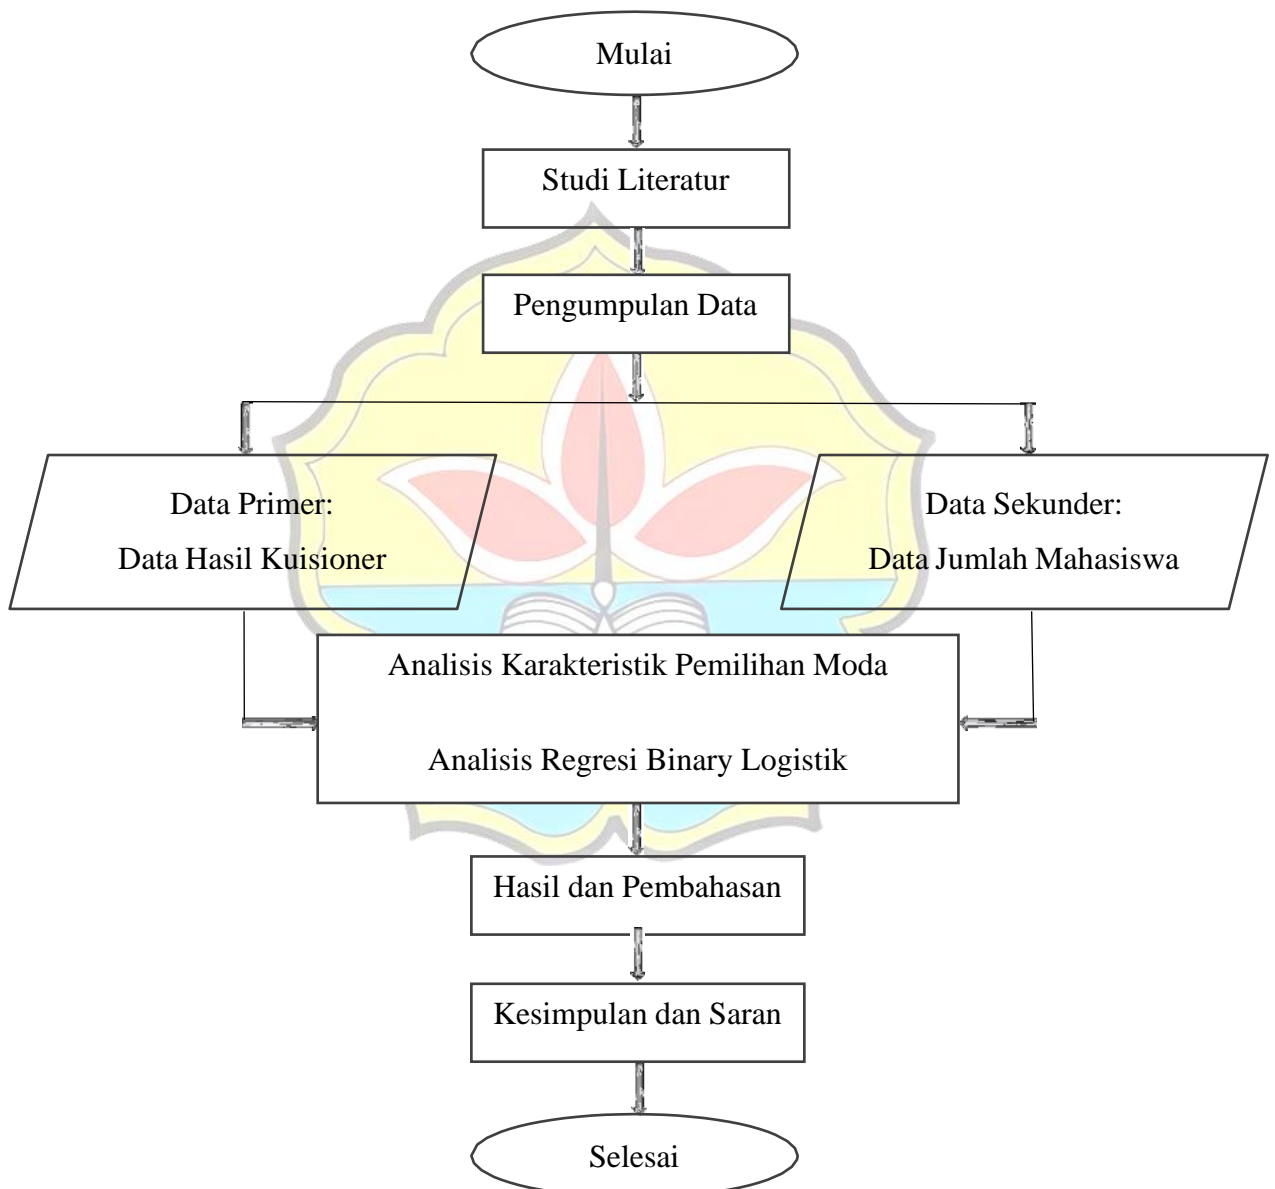 Mulai
Studi Literatur
Pengumpulan Data
Data Primer:
Data Hasil Kuisioner
Data Sekunder:
Data Jumlah Mahasiswa
Analisis Karakteristik Pemilihan Moda
Analisis Regresi Binary Logistik
Hasil dan Pembahasan
Kesimpulan dan Saran
Selesai